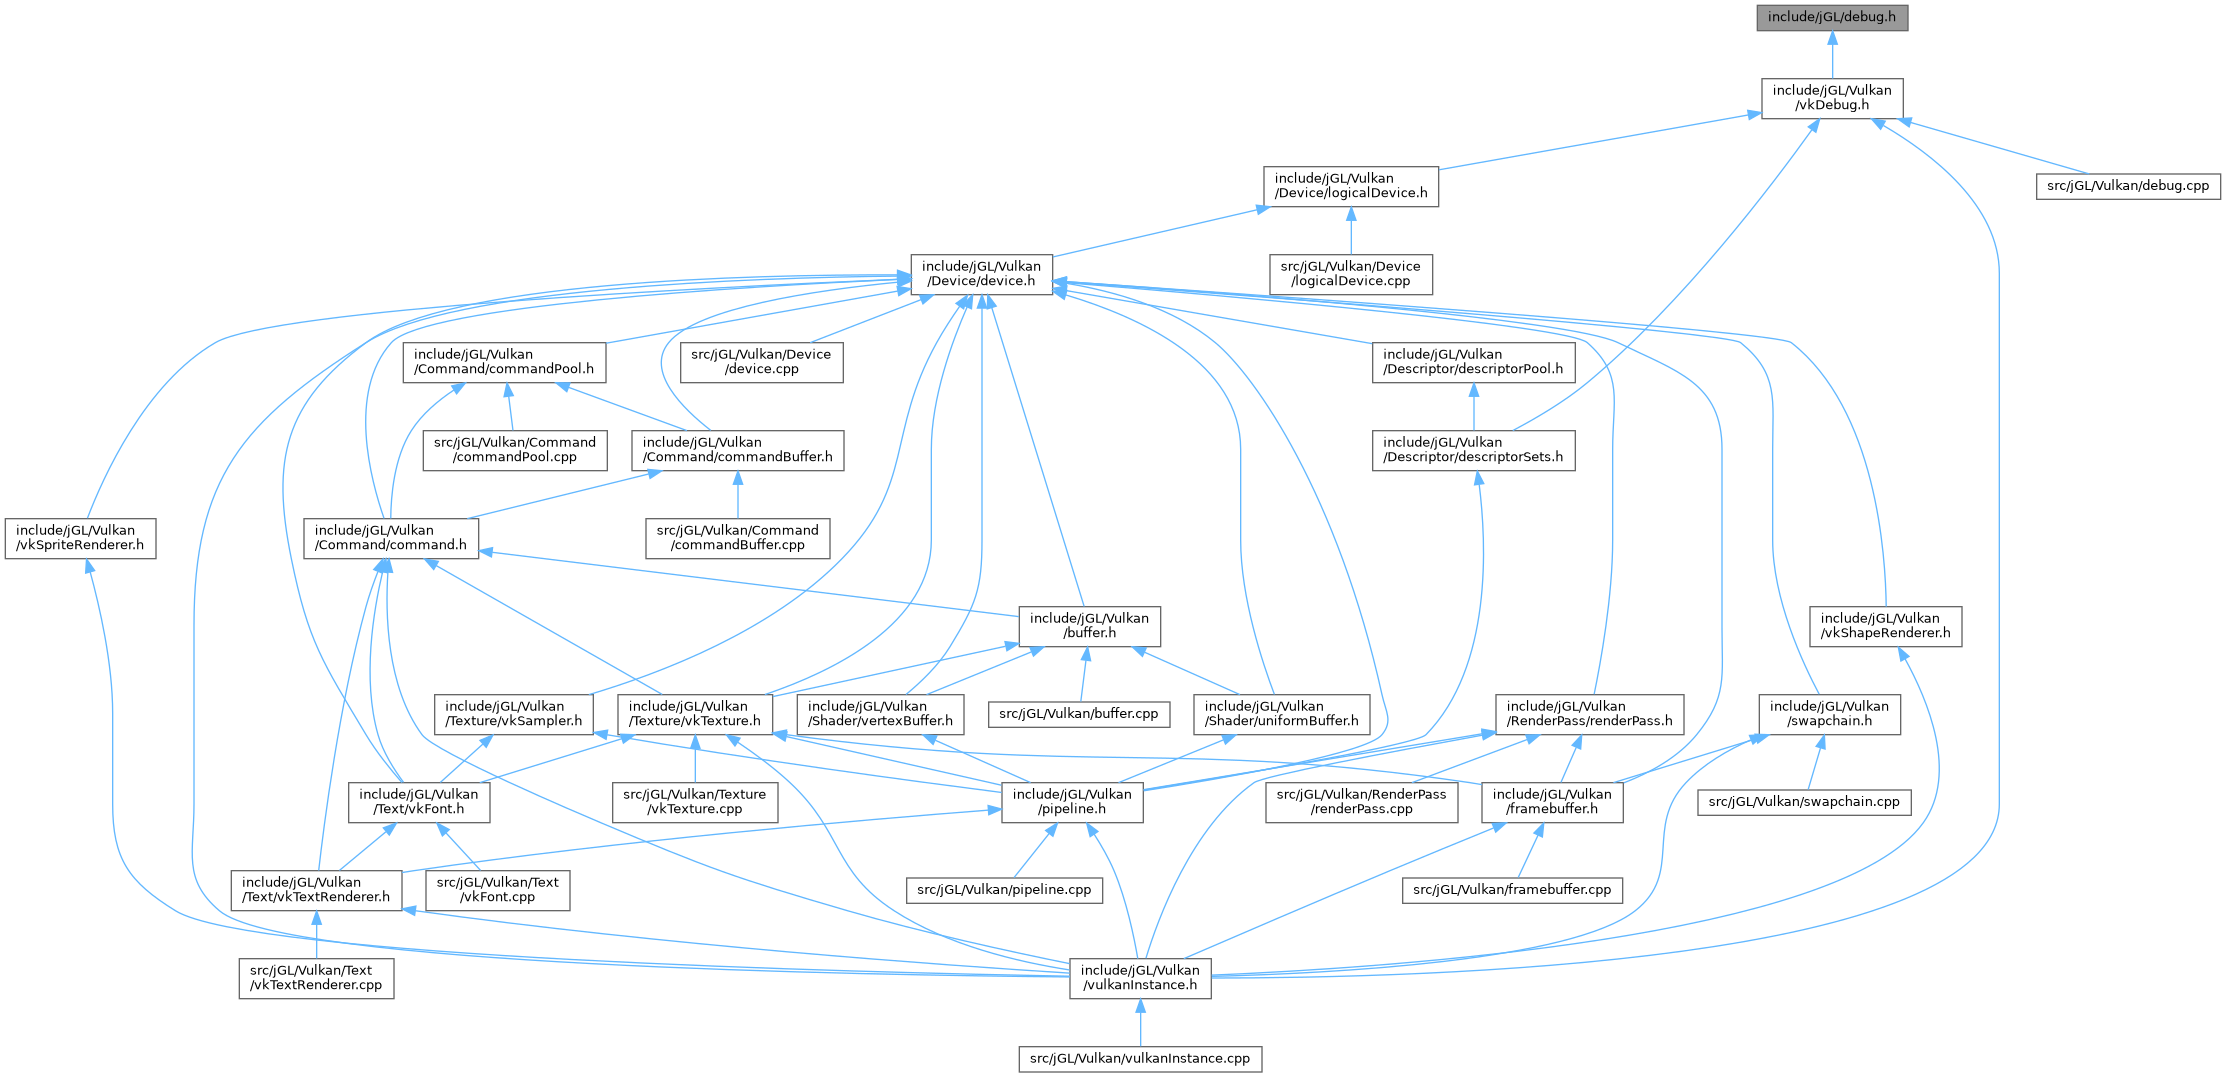 include/jGL/debug.h
include/jGL/Vulkan
/vkDebug.h
include/jGL/Vulkan
/Device/logicalDevice.h
src/jGL/Vulkan/debug.cpp
include/jGL/Vulkan
/Device/device.h
src/jGL/Vulkan/Device
/logicalDevice.cpp
include/jGL/Vulkan
/Command/commandPool.h
src/jGL/Vulkan/Device
/device.cpp
include/jGL/Vulkan
/Descriptor/descriptorPool.h
src/jGL/Vulkan/Command
/commandPool.cpp
include/jGL/Vulkan
/Command/commandBuffer.h
include/jGL/Vulkan
/Descriptor/descriptorSets.h
include/jGL/Vulkan
/vkSpriteRenderer.h
include/jGL/Vulkan
/Command/command.h
src/jGL/Vulkan/Command
/commandBuffer.cpp
include/jGL/Vulkan
/buffer.h
include/jGL/Vulkan
/vkShapeRenderer.h
include/jGL/Vulkan
/Texture/vkSampler.h
include/jGL/Vulkan
/Texture/vkTexture.h
include/jGL/Vulkan
/Shader/vertexBuffer.h
src/jGL/Vulkan/buffer.cpp
include/jGL/Vulkan
/Shader/uniformBuffer.h
include/jGL/Vulkan
/RenderPass/renderPass.h
include/jGL/Vulkan
/swapchain.h
include/jGL/Vulkan
/Text/vkFont.h
src/jGL/Vulkan/Texture
/vkTexture.cpp
include/jGL/Vulkan
/pipeline.h
src/jGL/Vulkan/RenderPass
/renderPass.cpp
include/jGL/Vulkan
/framebuffer.h
src/jGL/Vulkan/swapchain.cpp
include/jGL/Vulkan
/Text/vkTextRenderer.h
src/jGL/Vulkan/Text
/vkFont.cpp
src/jGL/Vulkan/pipeline.cpp
src/jGL/Vulkan/framebuffer.cpp
src/jGL/Vulkan/Text
/vkTextRenderer.cpp
include/jGL/Vulkan
/vulkanInstance.h
src/jGL/Vulkan/vulkanInstance.cpp